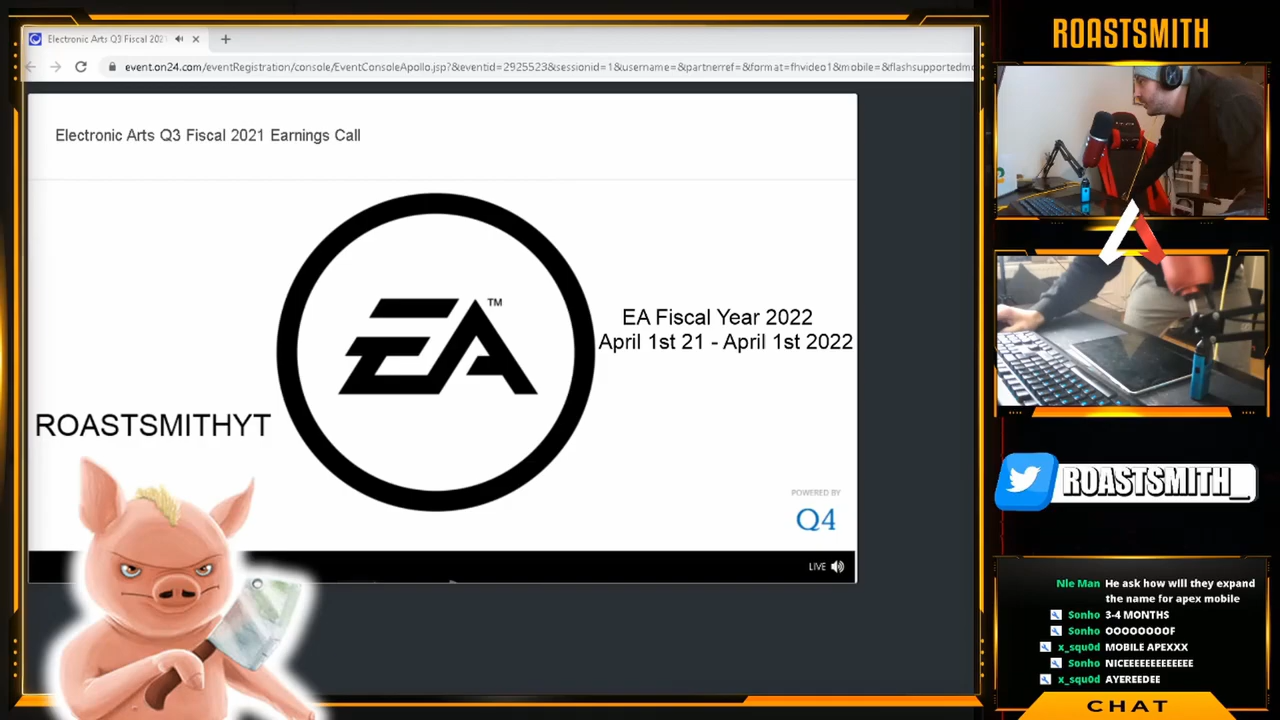 Electronic Arts Q3 Fiscal 202
event.on24.com/eventRegistration/console/EventConsoleApollo.jsp?&eventid=2925523&sessionid=1&username=&partnerref=&format=fhvideo1&mobile=&flashsupportedmo
Electronic Arts Q3 Fiscal 2021 Earnings Call
EA™
EA Fiscal Year 2022
April 1st 21 - April 1st 2022
ROASTSMITHYT
POWERED BY
Q4
LIVE
ROASTSMITH
ROASTSMITH_
Nle Man He ask how will they expand
the name for apex mobile
Sonho 3-4 MONTHS
Sonho OOOOOOOOF
x_squ0d MOBILE APEXXX
Sonho NICEEEEEEEEEEEE
x_squ0d AYEREEDEE
CHAT